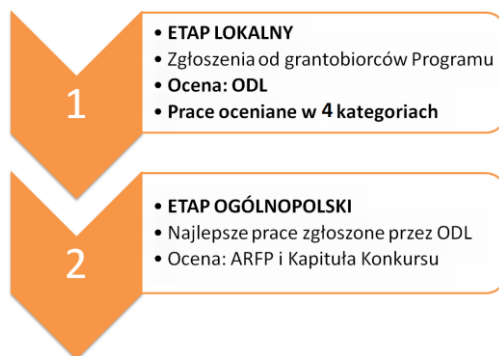 1
• ETAP LOKALNY
• Zgłoszenia od grantobiorców Programu
• Ocena: ODL
• Prace oceniane w 4 kategoriach
2
• ETAP OGÓLNOPOLSKI
• Najlepsze prace zgłoszone przez ODL
• Ocena: ARFP i Kapituła Konkursu